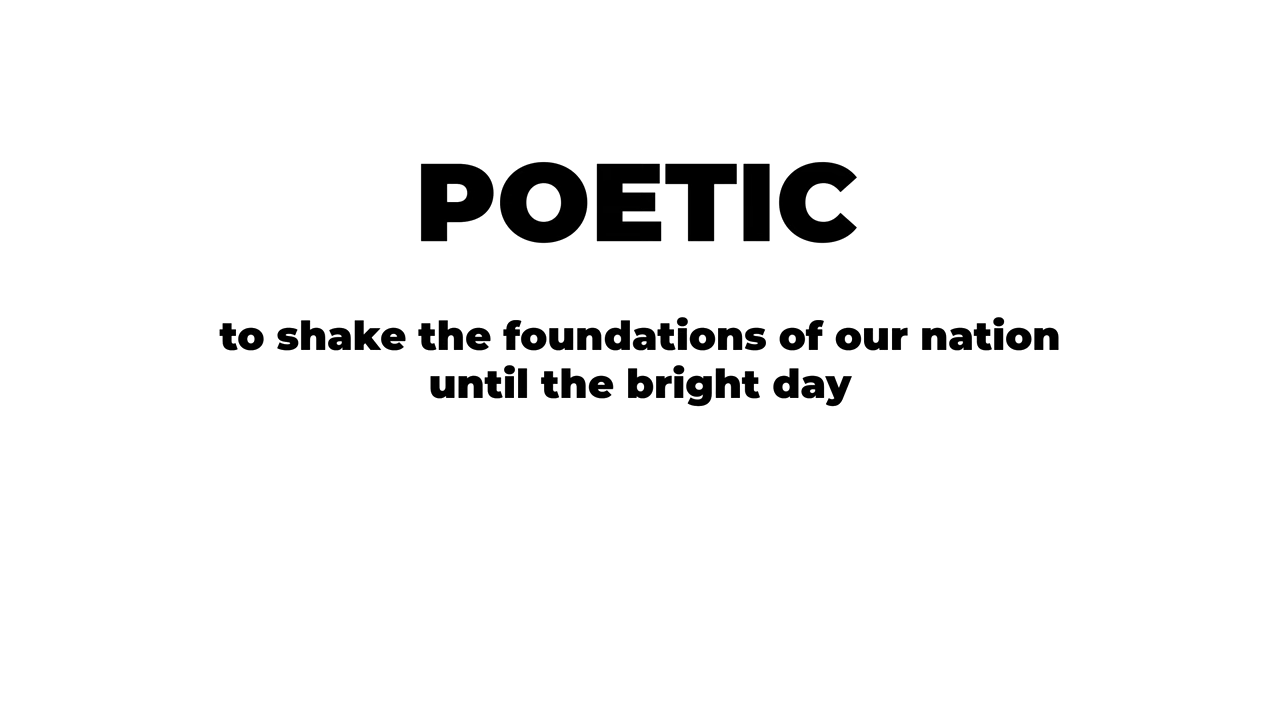 POETIC
to shake the foundations of our nation
until the bright day